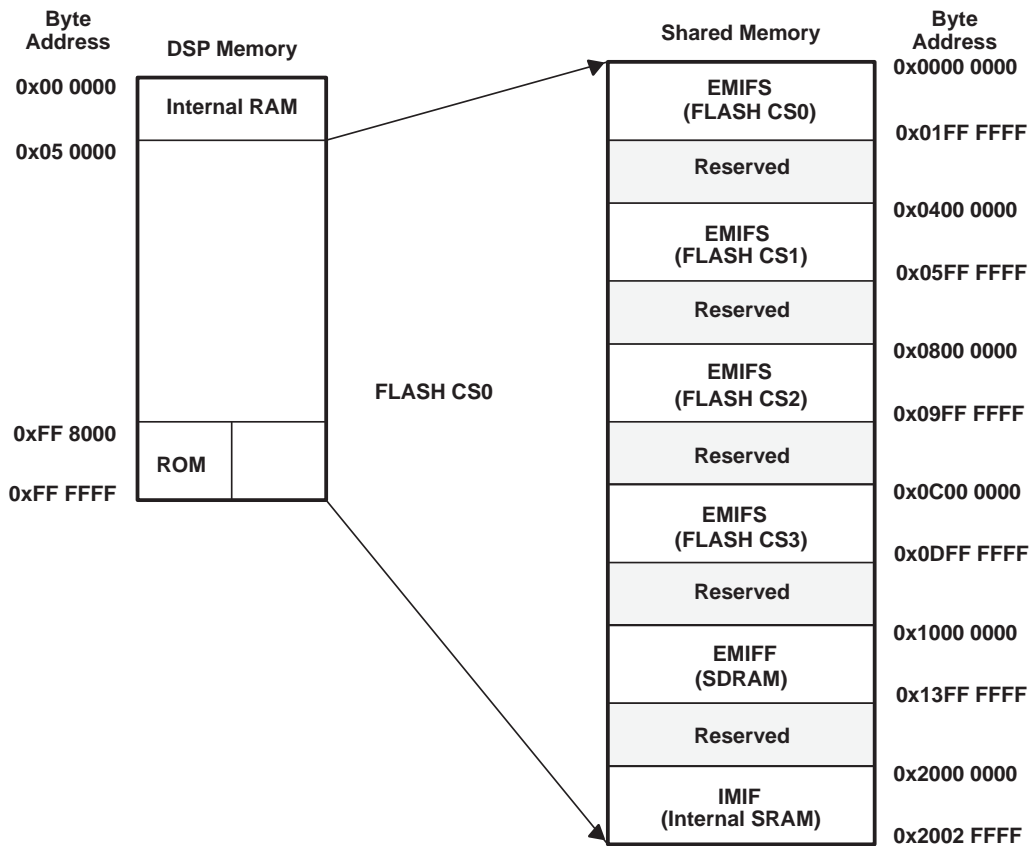 Byte
Address
DSP Memory
0x00 0000
Internal RAM
0x05 0000
0xFF 8000
ROM
0xFF FFFF
FLASH CS0
Shared Memory
Byte
Address
0x0000 0000
EMIFS
(FLASH CS0)
0x01FF FFFF
Reserved
0x0400 0000
EMIFS
(FLASH CS1)
0x05FF FFFF
Reserved
0x0800 0000
EMIFS
(FLASH CS2)
0x09FF FFFF
Reserved
0x0C00 0000
EMIFS
(FLASH CS3)
0x0DFF FFFF
Reserved
0x1000 0000
EMIFF
(SDRAM)
0x13FF FFFF
Reserved
0x2000 0000
IMIF
(Internal SRAM)
0x2002 FFFF